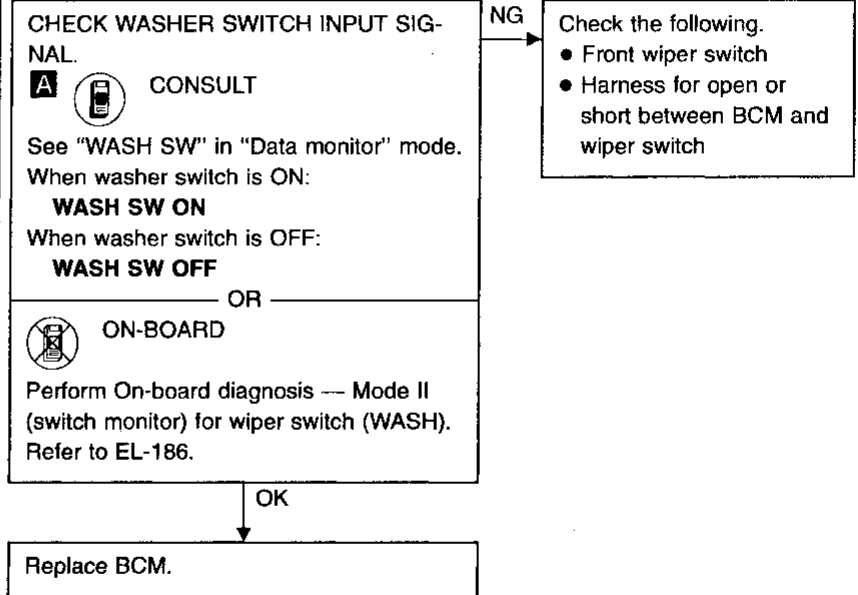 CHECK WASHER SWITCH INPUT SIG-
NAL.
A CONSULT
See "WASH SW" in "Data monitor" mode.
When washer switch is ON:
WASH SW ON
When washer switch is OFF:
WASH SW OFF
OR
ON-BOARD
Perform On-board diagnosis — Mode II
(switch monitor) for wiper switch (WASH).
Refer to EL-186.
NG
Check the following.
● Front wiper switch
● Harness for open or
short between BCM and
wiper switch
OK
Replace BCM.